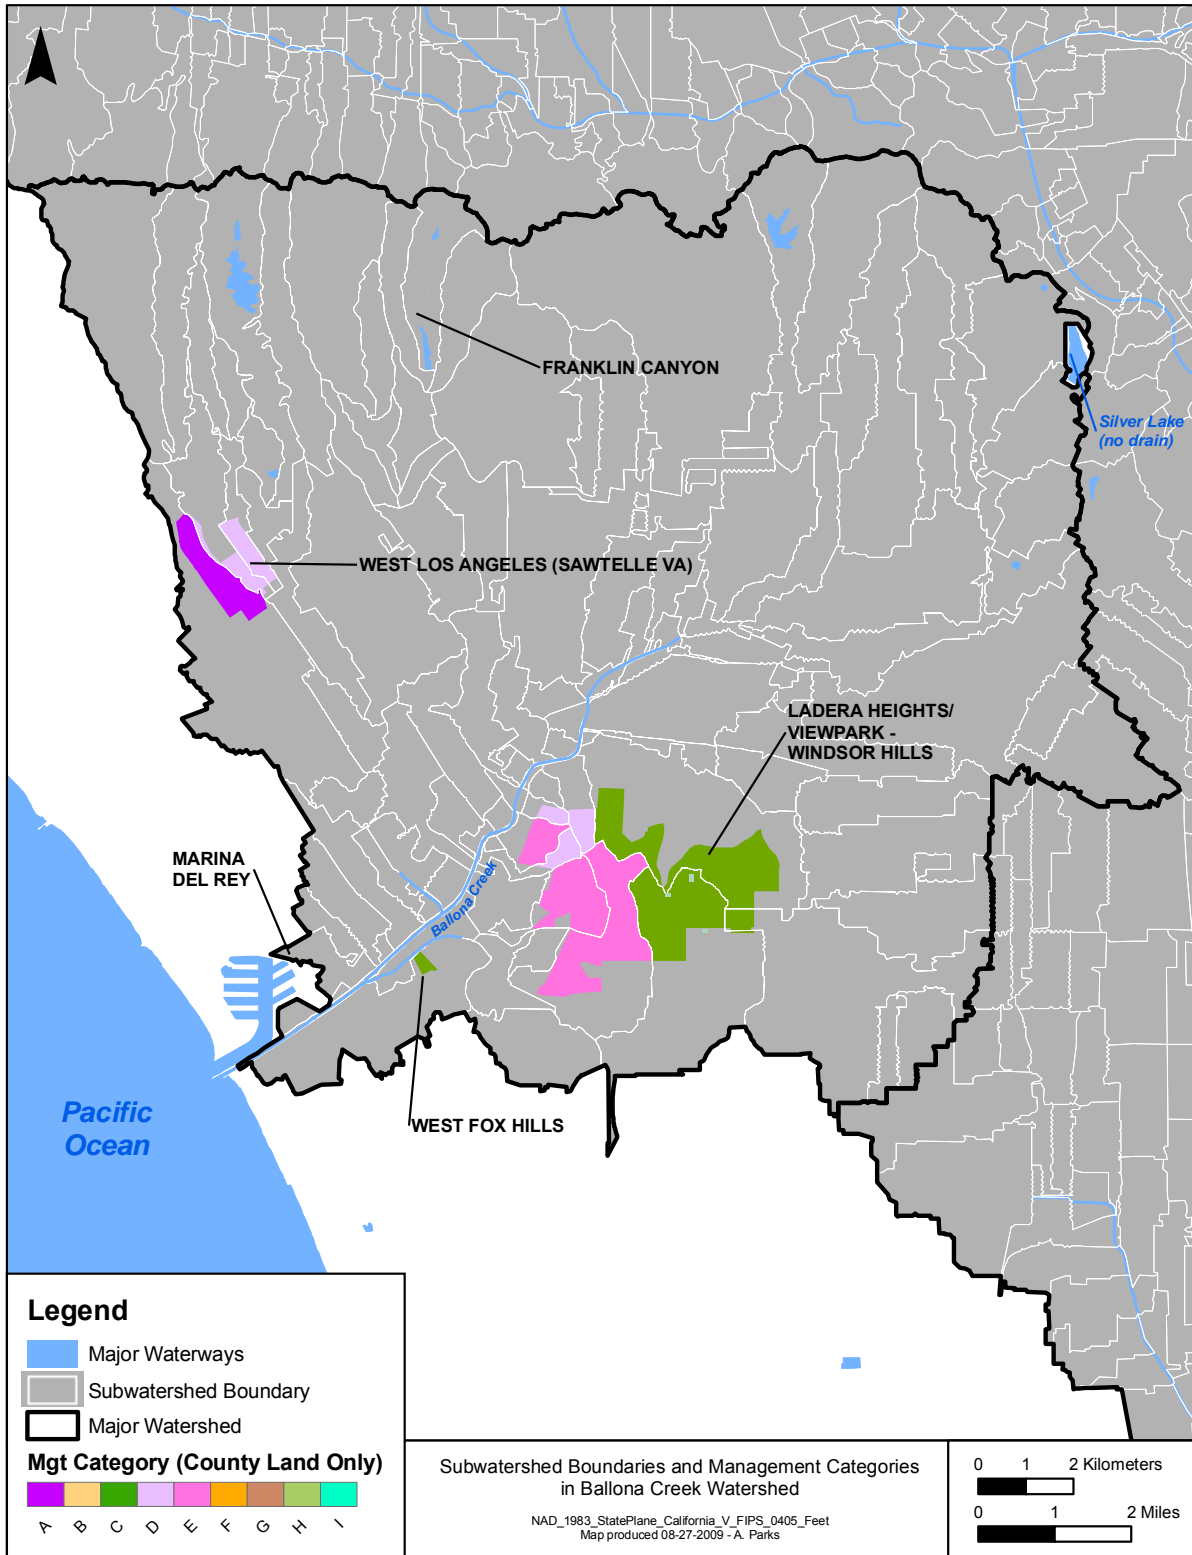 FRANKLIN CANYON
Silver Lake
(no drain)
WEST LOS ANGELES (SAWTELLE VA)
LADERA HEIGHTS/
VIEWPARK -
WINDSOR HILLS
MARINA
DEL REY
Ballona Creek
WEST FOX HILLS
Pacific
Ocean
Legend
Major Waterways
Subwatershed Boundary
Major Watershed
Mgt Category (County Land Only)
A B C D E F G H I
Subwatershed Boundaries and Management Categories
in Ballona Creek Watershed
NAD_1983_StatePlane_California_V_FIPS_0405_Feet
Map produced 08-27-2009 - A. Parks
0 1 2 Kilometers
0 1 2 Miles